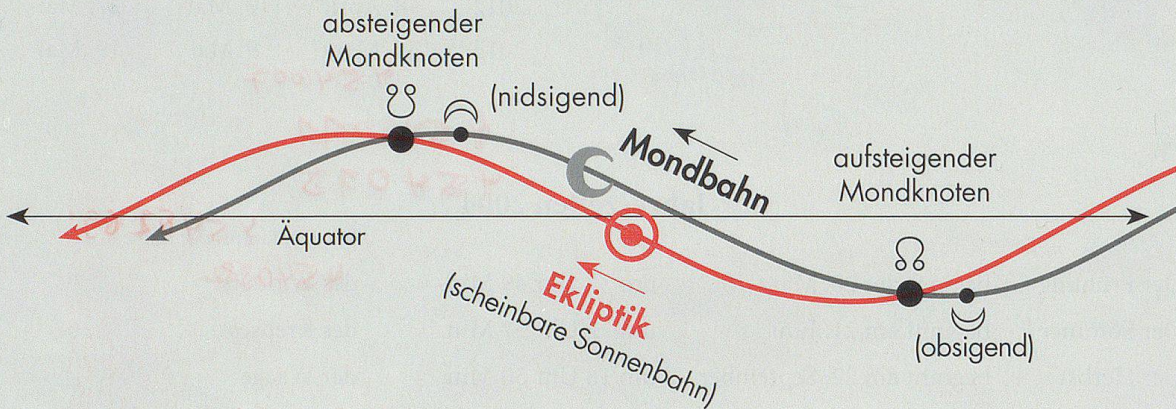 absteigender
Mondknoten
☋
(nidsigend)
Mondbahn
aufsteigender
Mondknoten
☊
Äquator
Ekliptik
(scheinbare Sonnenbahn)
(obsigend)